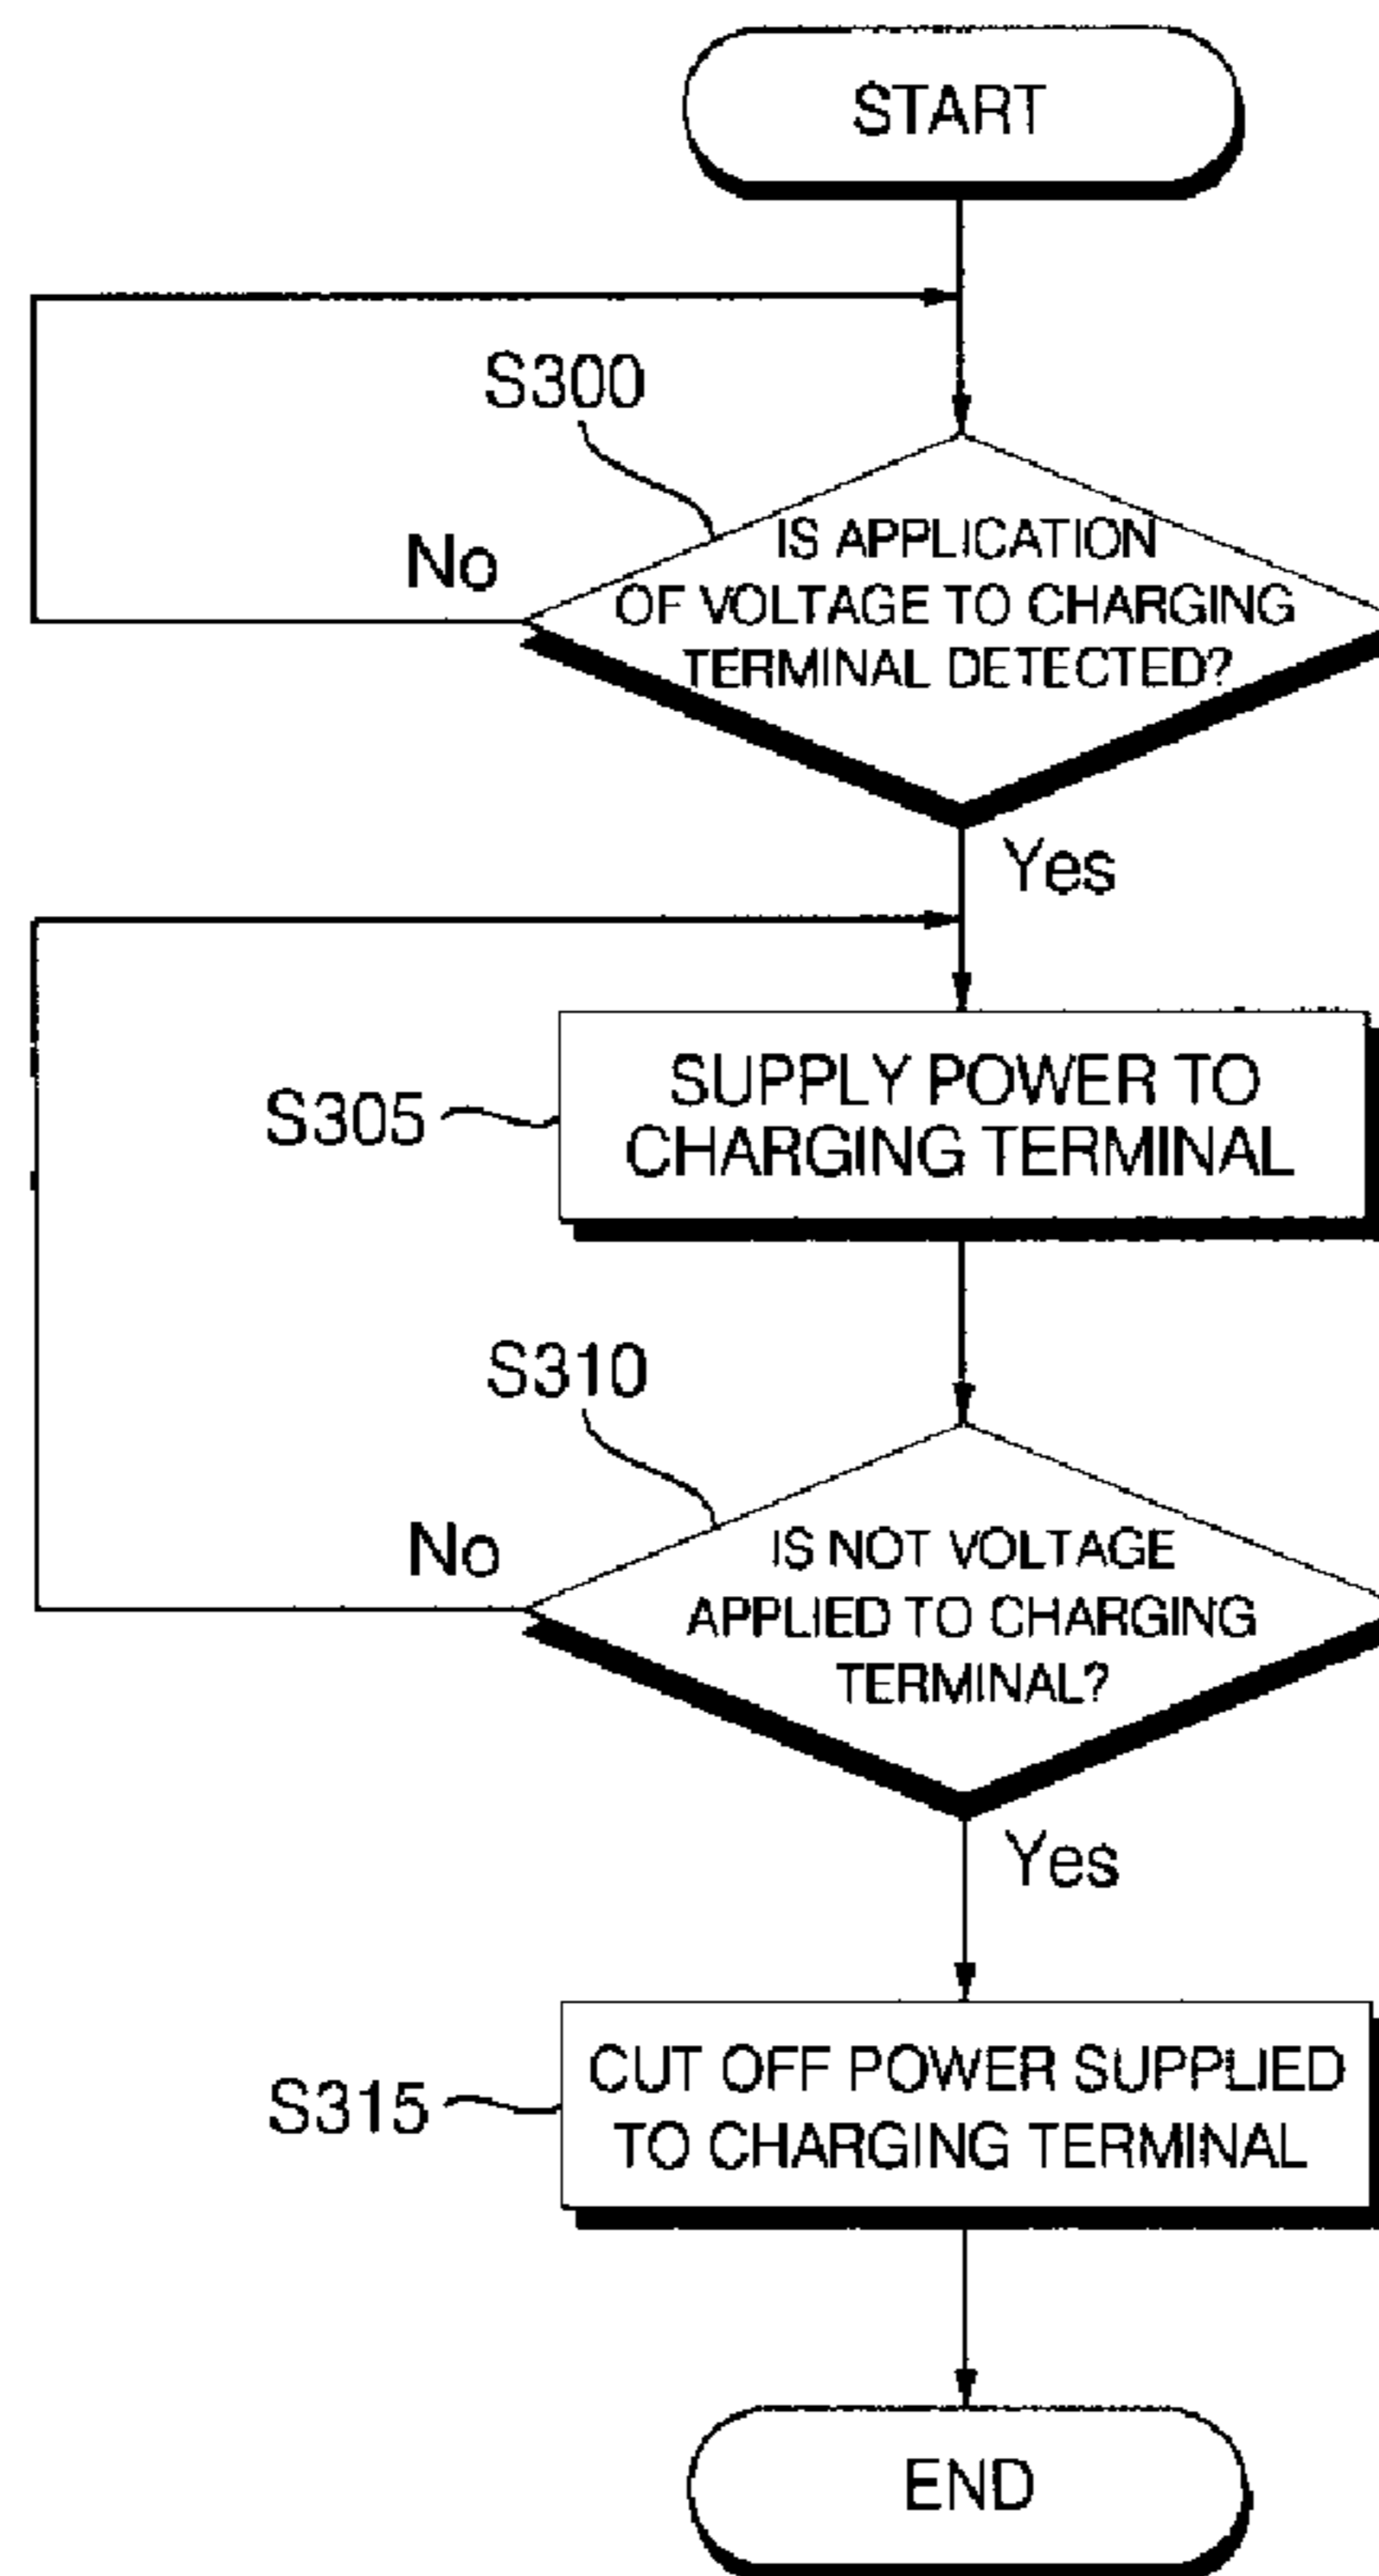 START
S300
No
IS APPLICATION
OF VOLTAGE TO CHARGING
TERMINAL DETECTED?
Yes
S305
SUPPLY POWER TO
CHARGING TERMINAL
S310
No
IS NOT VOLTAGE
APPLIED TO CHARGING
TERMINAL?
Yes
S315
CUT OFF POWER SUPPLIED
TO CHARGING TERMINAL
END